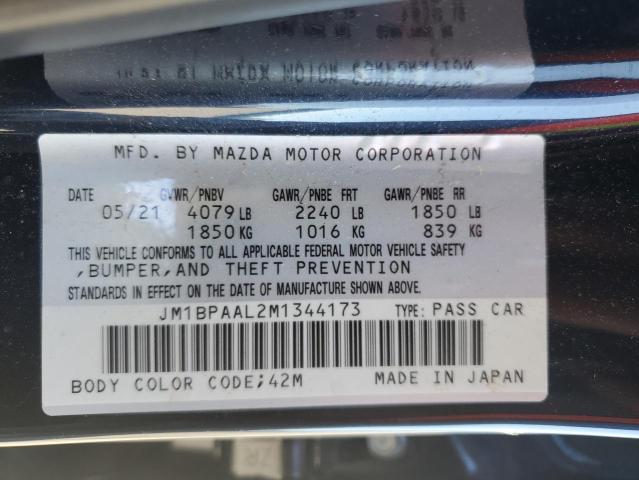 MFD. BY MAZDA MOTOR CORPORATION
DATE GVWR/PNBV GAWR/PNBE FRT GAWR/PNBE RR
05/21 4079 LB 2240 LB 1850 LB
1850 KG 1016 KG 839 KG
THIS VEHICLE CONFORMS TO ALL APPLICABLE FEDERAL MOTOR VEHICLE SAFETY
,BUMPER,AND THEFT PREVENTION
STANDARDS IN EFFECT ON THE DATE OF MANUFACTURE SHOWN ABOVE.
JM1BPAAL2M1344173 TYPE: PASS CAR
BODY COLOR CODE;42M MADE IN JAPAN